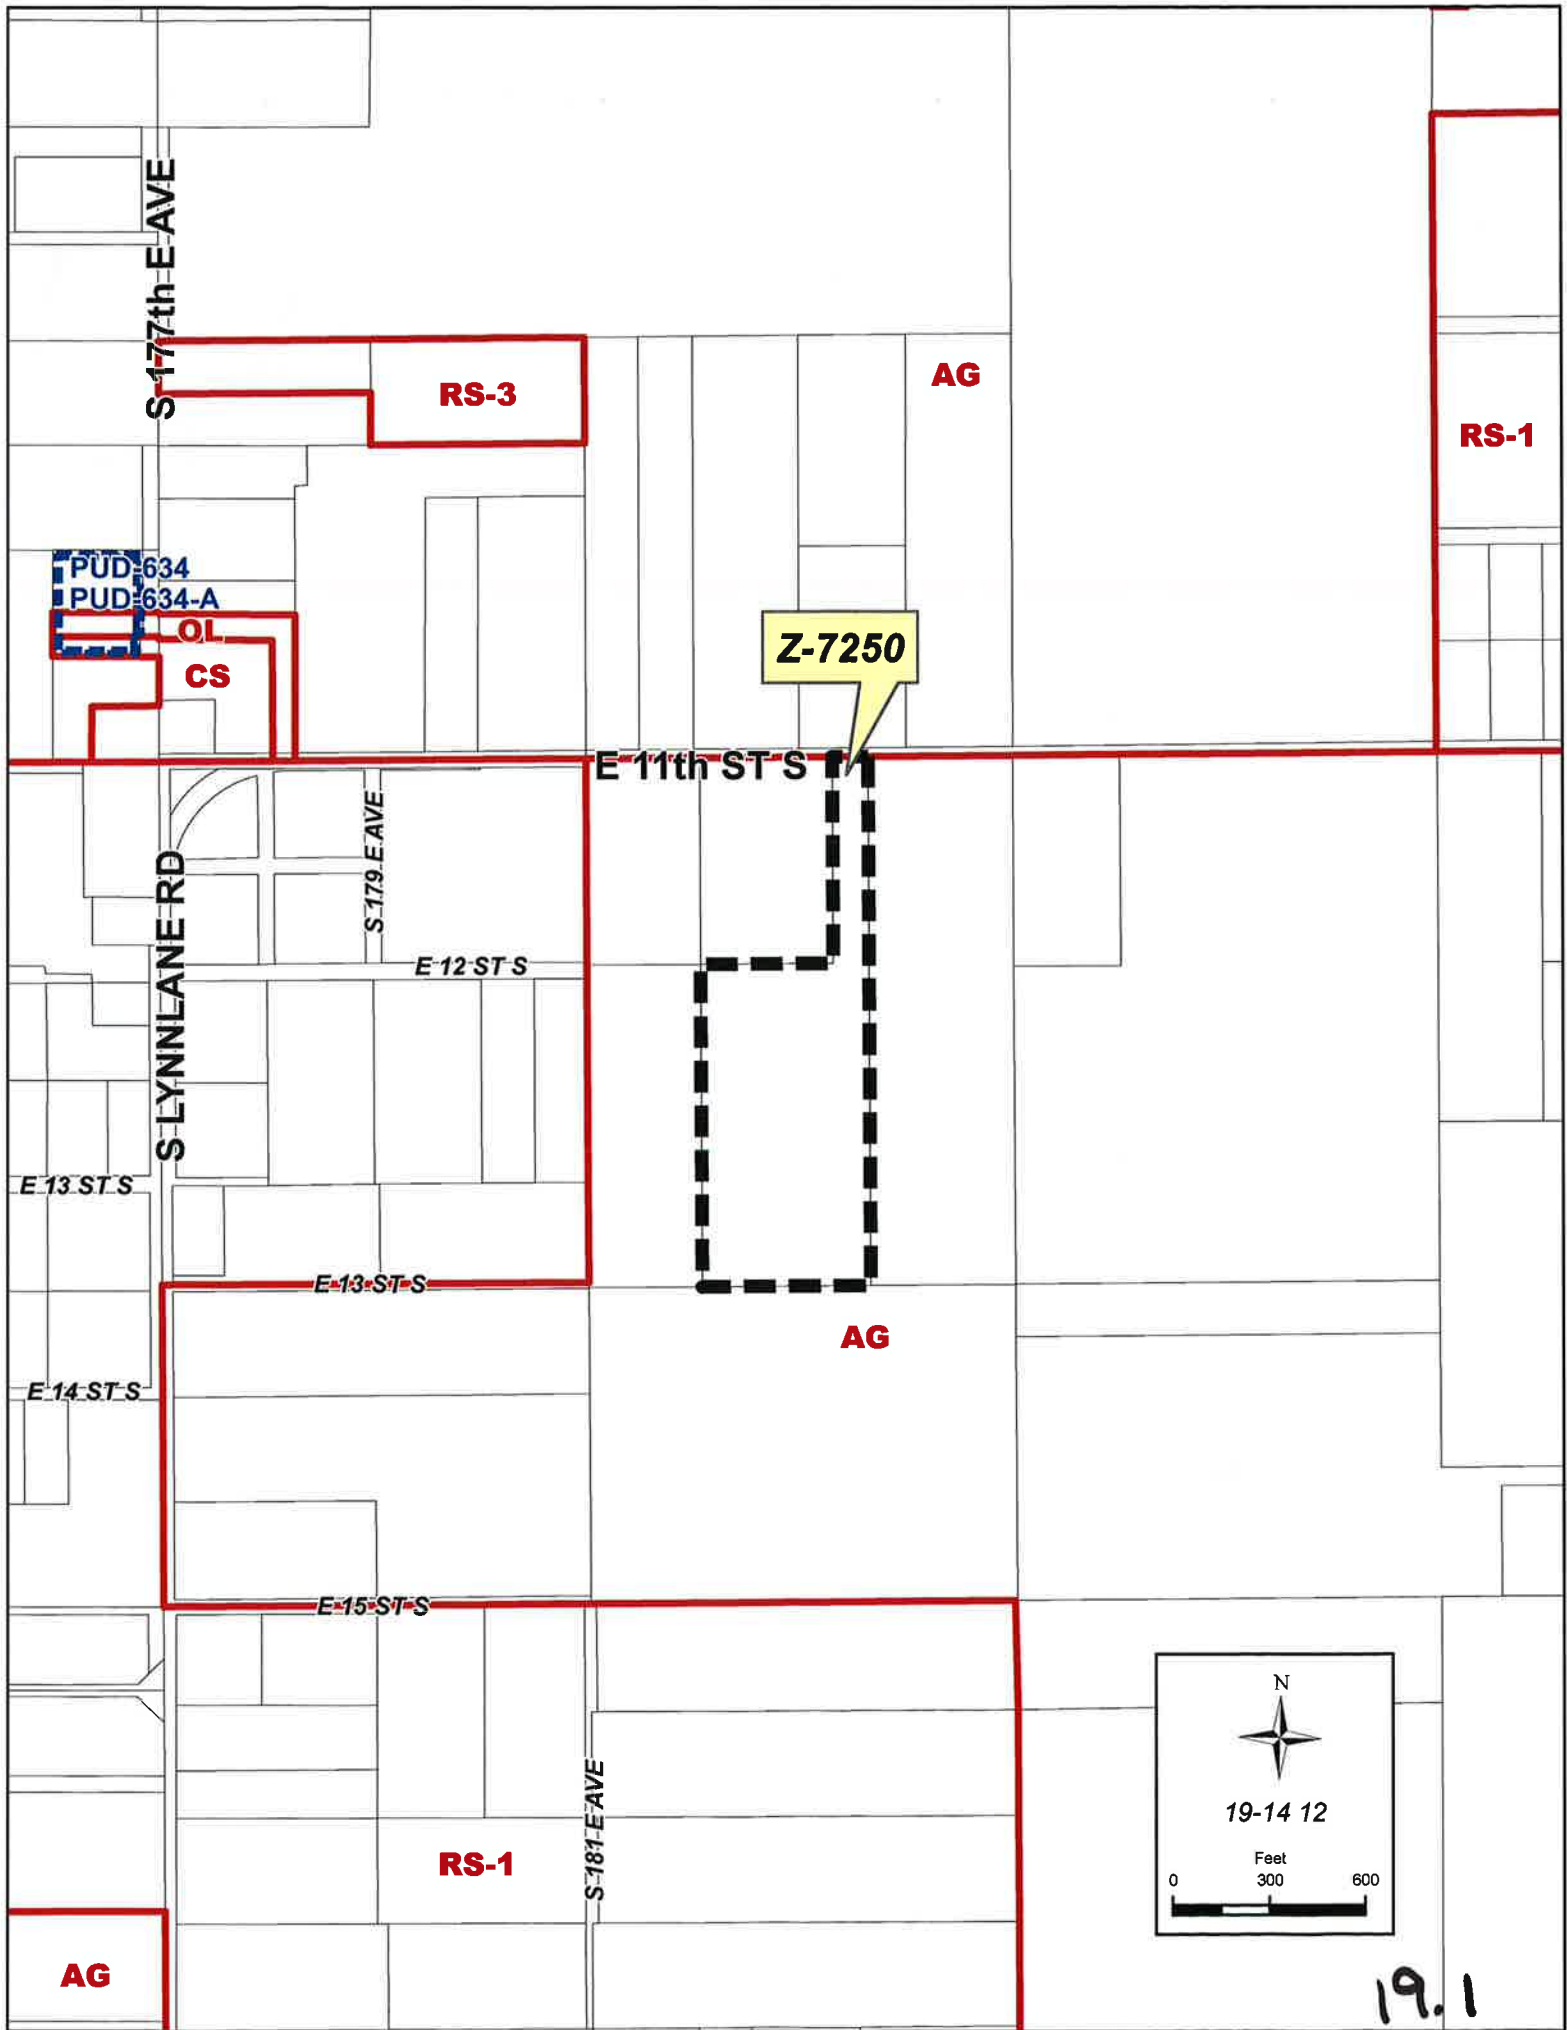 S 177th E AVE
RS-3
AG
RS-1
PUD-634
PUD-634-A
OL
CS
Z-7250
E 11th ST S
S 179 E AVE
S LYNNLANE RD
E 12 ST S
E 13 ST S
E 13 ST S
AG
E 14 ST S
E 15 ST S
S 181 E AVE
RS-1
AG
N
19-14 12
Feet
0 300 600
19.1